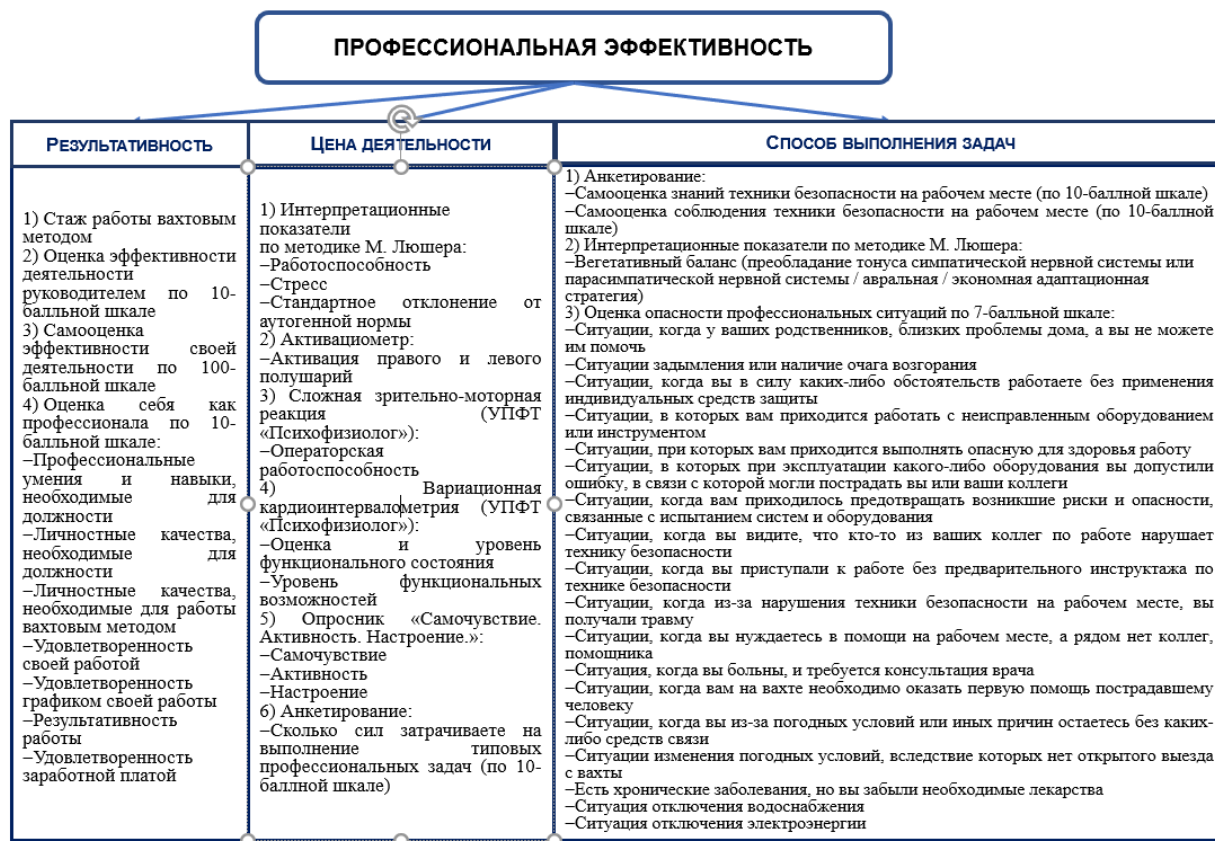 ПРОФЕССИОНАЛЬНАЯ ЭФФЕКТИВНОСТЬ
РЕЗУЛЬТАТИВНОСТЬ
1) Стаж работы вахтовым
методом
2) Оценка эффективности
деятельности
руководителем по 10-
балльной шкале
3) Самооценка
эффективности своей
деятельности по 100-
балльной шкале
4) Оценка себя как
профессионала по 10-
балльной шкале:
–Профессиональные
умения и навыки,
необходимые для
должности
–Личностные качества,
необходимые для
должности
–Личностные качества,
необходимые для работы
вахтовым методом
–Удовлетворенность
своей работой
–Удовлетворенность
графиком своей работы
–Результативность
работы
–Удовлетворенность
заработной платой
ЦЕНА ДЕЯТЕЛЬНОСТИ
1) Интерпретационные
показатели
по методике М. Люшера:
–Работоспособность
–Стресс
–Стандартное отклонение от
аутогенной нормы
2) Активациометр:
–Активация правого и левого
полушарий
3) Сложная зрительно-моторная
реакция (УПФТ
«Психофизиолог»):
–Операторская
работоспособность
4) Вариационная
кардиоинтервалометрия (УПФТ
«Психофизиолог»):
–Оценка и уровень
функционального состояния
–Уровень функциональных
возможностей
5) Опросник «Самочувствие.
Активность. Настроение.»:
–Самочувствие
–Активность
–Настроение
6) Анкетирование:
–Сколько сил затрачиваете на
выполнение типовых
профессиональных задач (по 10-
баллной шкале)
СПОСОБ ВЫПОЛНЕНИЯ ЗАДАЧ
1) Анкетирование:
–Самооценка знаний техники безопасности на рабочем месте (по 10-баллной шкале)
–Самооценка соблюдения техники безопасности на рабочем месте (по 10-баллной
шкале)
2) Интерпретационные показатели по методике М. Люшера:
–Вегетативный баланс (преобладание тонуса симпатической нервной системы или
парасимпатической нервной системы / авральная / экономная адаптационная
стратегия)
3) Оценка опасности профессиональных ситуаций по 7-балльной шкале:
–Ситуации, когда у ваших родственников, близких проблемы дома, а вы не можете
им помочь
–Ситуации задымления или наличие очага возгорания
–Ситуации, когда вы в силу каких-либо обстоятельств работаете без применения
индивидуальных средств защиты
–Ситуации, в которых вам приходится работать с неисправленным оборудованием
или инструментом
–Ситуации, при которых вам приходится выполнять опасную для здоровья работу
–Ситуации, в которых при эксплуатации какого-либо оборудования вы допустили
ошибку, в связи с которой могли пострадать вы или ваши коллеги
–Ситуации, когда вам приходилось предотвращать возникшие риски и опасности,
связанные с испытанием систем и оборудования
–Ситуации, когда вы видите, что кто-то из ваших коллег по работе нарушает
технику безопасности
–Ситуации, когда вы приступали к работе без предварительного инструктажа по
технике безопасности
–Ситуации, когда из-за нарушения техники безопасности на рабочем месте, вы
получали травму
–Ситуации, когда вы нуждаетесь в помощи на рабочем месте, а рядом нет коллег,
помощника
–Ситуация, когда вы больны, и требуется консультация врача
–Ситуации, когда вам на вахте необходимо оказать первую помощь пострадавшему
человеку
–Ситуации, когда вы из-за погодных условий или иных причин остаетесь без каких-
либо средств связи
–Ситуации изменения погодных условий, вследствие которых нет открытого выезда
с вахты
–Есть хронические заболевания, но вы забыли необходимые лекарства
–Ситуация отключения водоснабжения
–Ситуация отключения электроэнергии